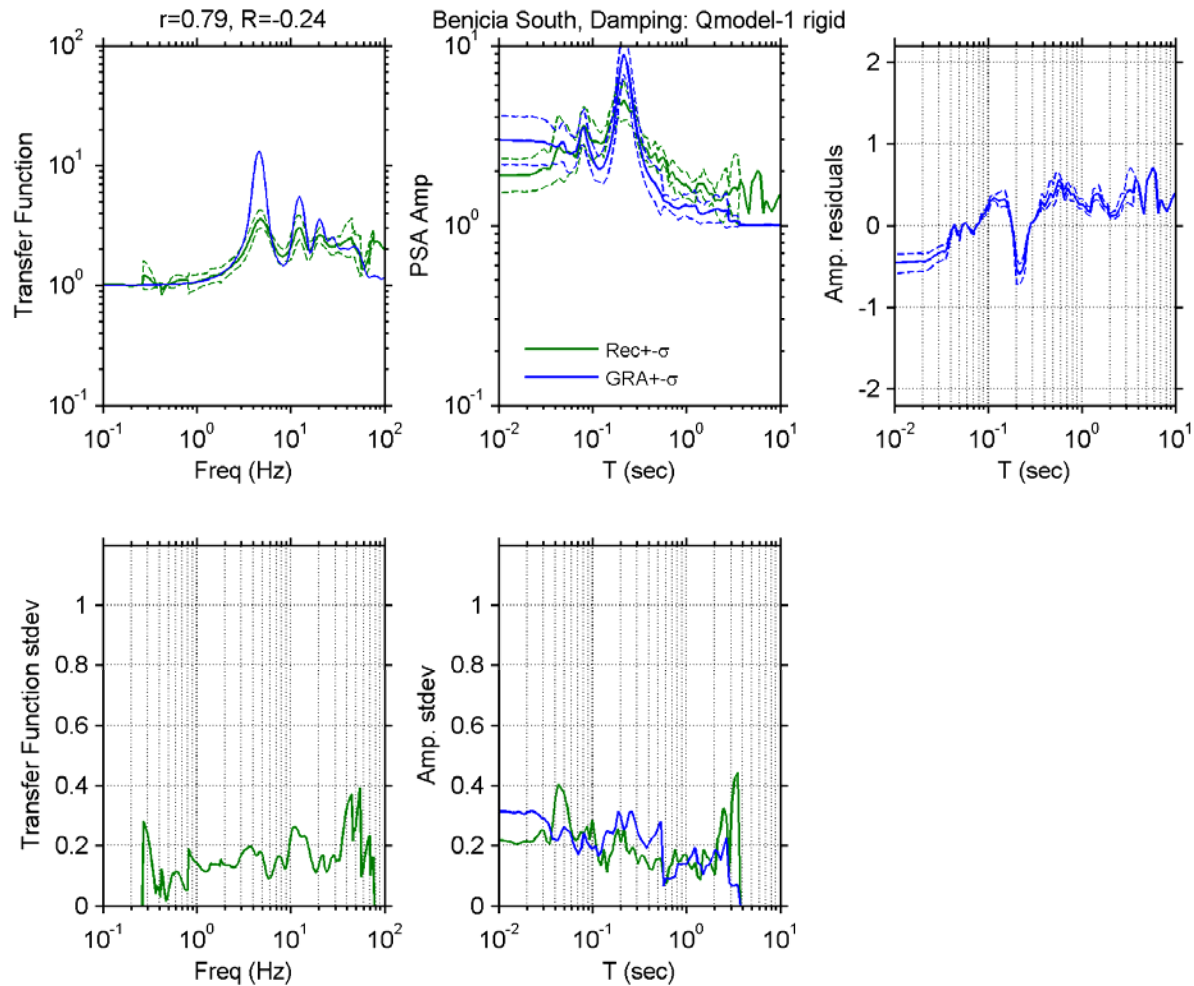 r=0.79, R=-0.24
Benicia South, Damping: Qmodel-1 rigid
Transfer Function
10^2
10^1
10^0
10^-1
10^-1 10^0 10^1 10^2
Freq (Hz)
PSA Amp
10^1
10^0
10^-1
Rec+-σ
GRA+-σ
10^-2 10^-1 10^0 10^1
T (sec)
Amp. residuals
2
1
0
-1
-2
10^-2 10^-1 10^0 10^1
T (sec)
Transfer Function stdev
1
0.8
0.6
0.4
0.2
0
10^-1 10^0 10^1 10^2
Freq (Hz)
Amp. stdev
1
0.8
0.6
0.4
0.2
0
10^-2 10^-1 10^0 10^1
T (sec)